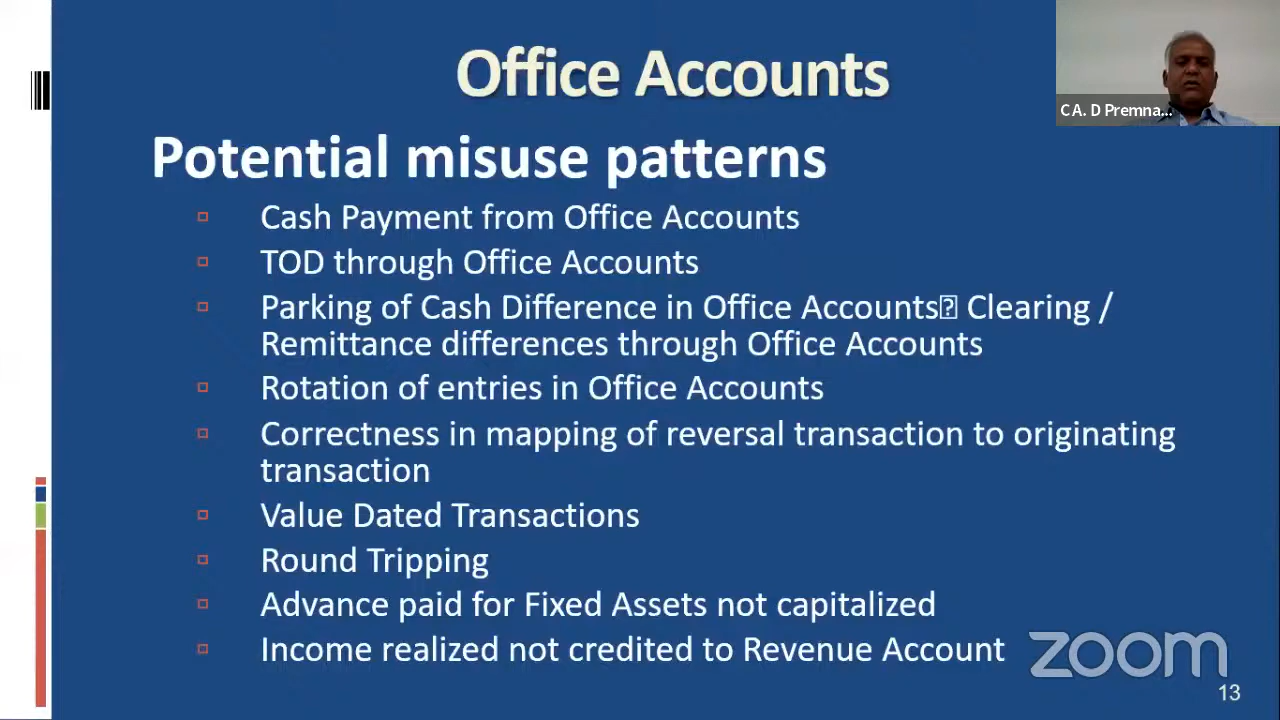 Office Accounts
CA. D Premna...
Potential misuse patterns
Cash Payment from Office Accounts
TOD through Office Accounts
Parking of Cash Difference in Office Accounts⍰ Clearing /
Remittance differences through Office Accounts
Rotation of entries in Office Accounts
Correctness in mapping of reversal transaction to originating
transaction
Value Dated Transactions
Round Tripping
Advance paid for Fixed Assets not capitalized
Income realized not credited to Revenue Account
zoom
13